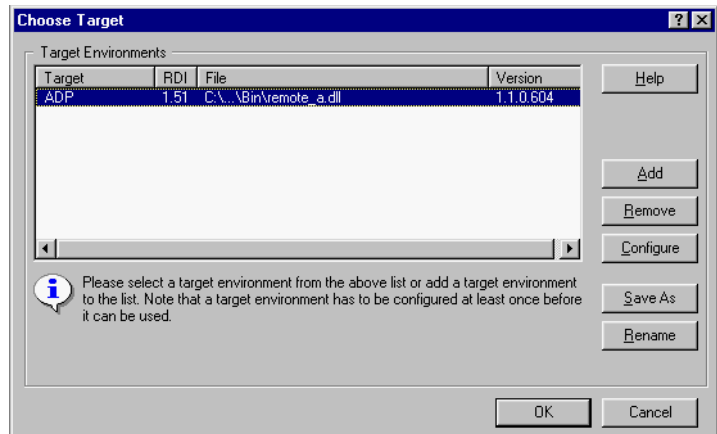 Choose Target
Target Environments
Target RDI File Version
ADP 1.51 C:\...\Bin\remote_a.dll 1.1.0.604
Help
Add
Remove
Configure
Please select a target environment from the above list or add a target environment
to the list. Note that a target environment has to be configured at least once before
it can be used.
Save As
Rename
OK Cancel